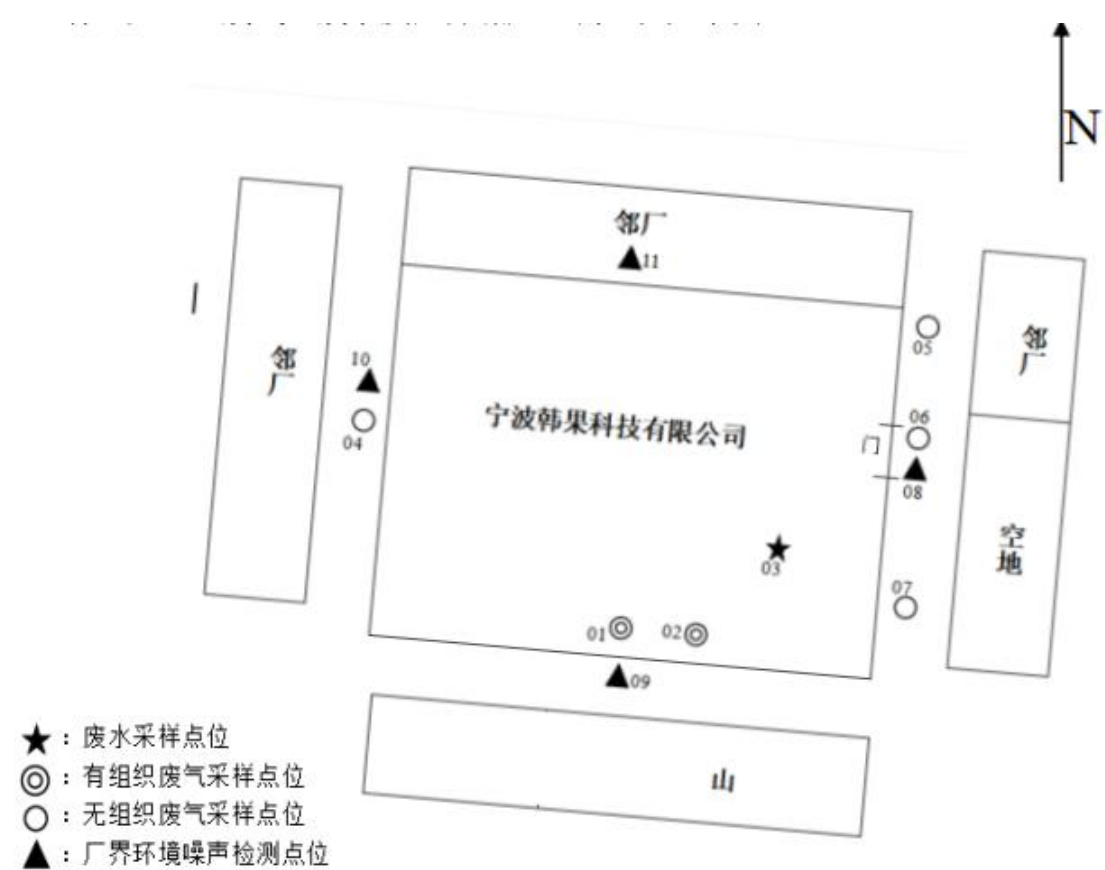 N
邻厂
11
05
邻厂
邻厂
10
04
宁波韩果科技有限公司
06
门
08
空地
03
07
01
02
09
山
★：废水采样点位
◎：有组织废气采样点位
○：无组织废气采样点位
▲：厂界环境噪声检测点位